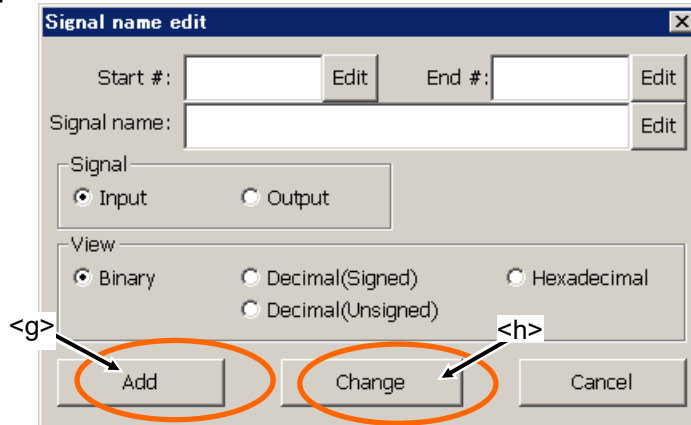 Signal name edit
Start #: Edit End #: Edit
Signal name: Edit
Signal
Input Output
View
Binary Decimal(Signed) Hexadecimal
Decimal(Unsigned)
<g> <h>
Add Change Cancel